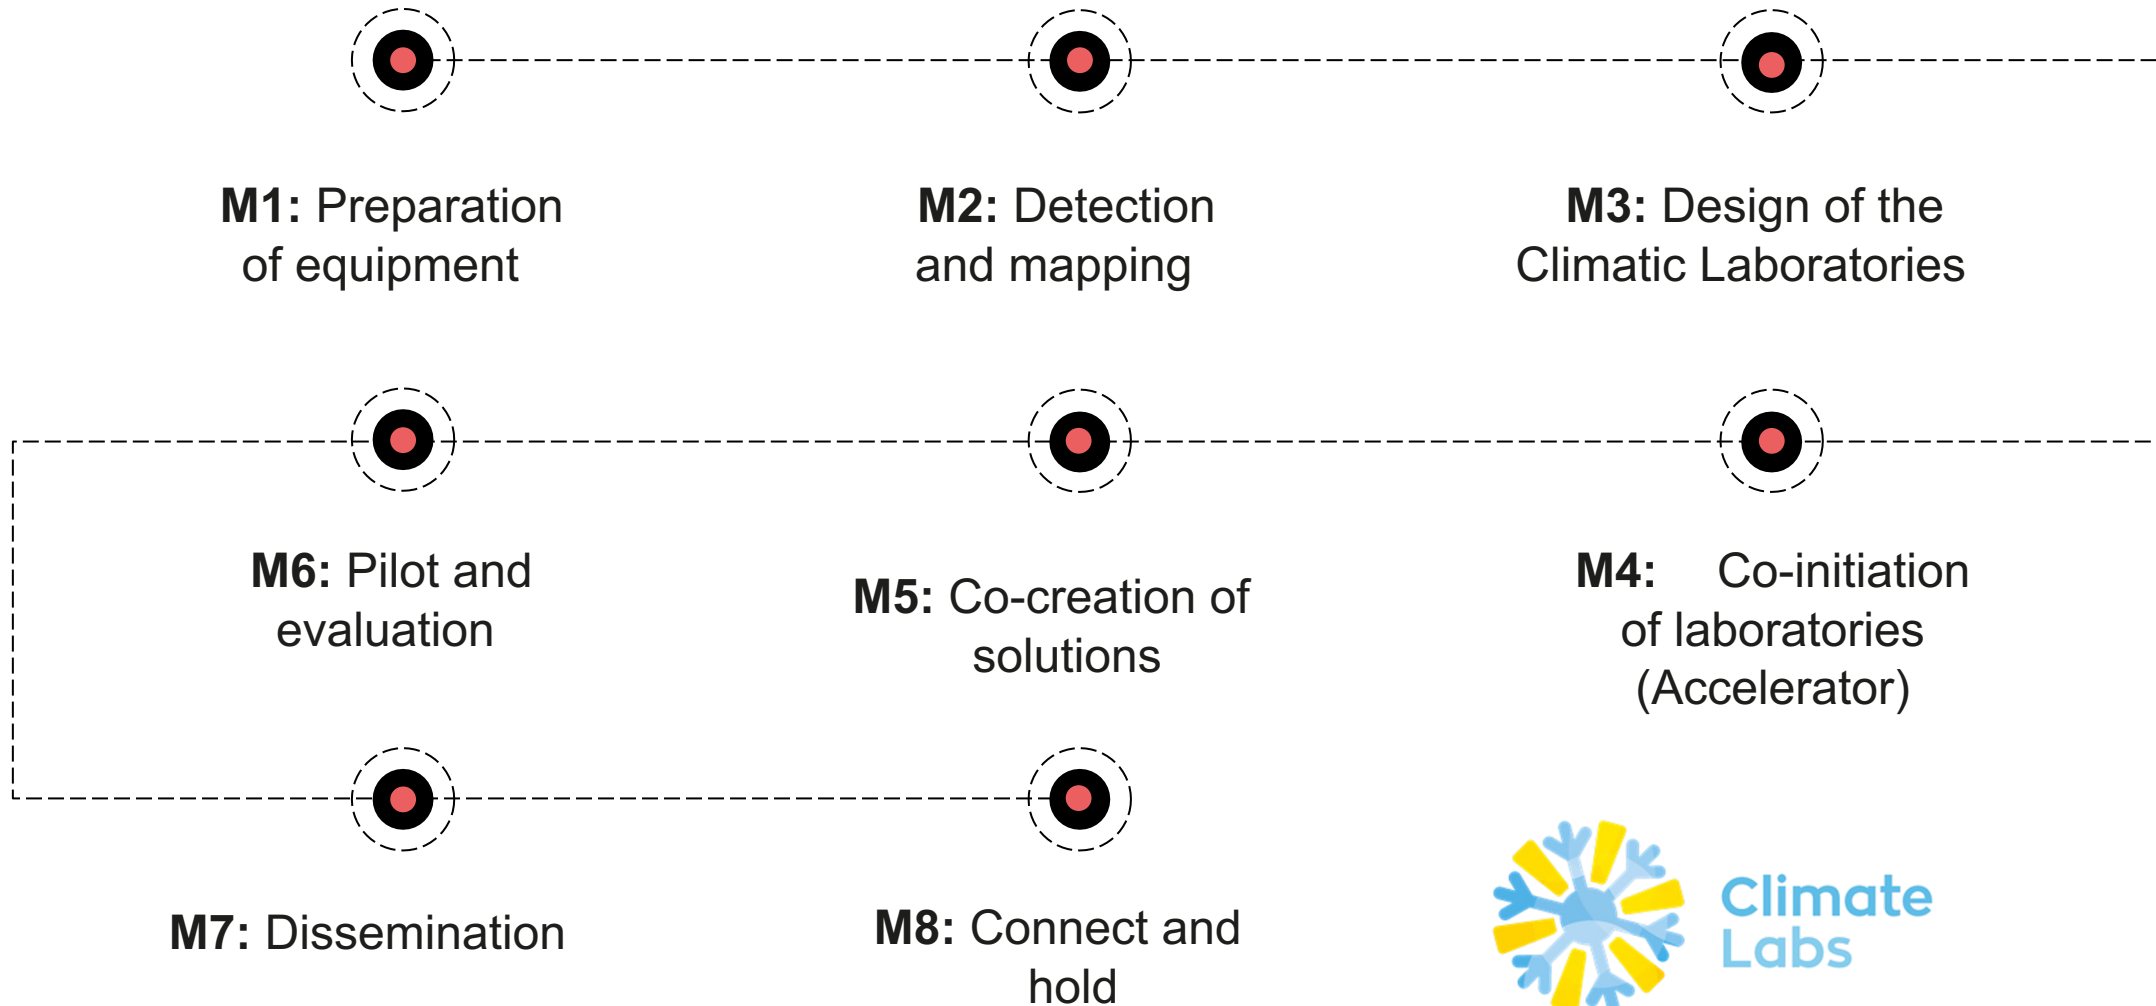 M1: Preparation
of equipment
M2: Detection
and mapping
M3: Design of the
Climatic Laboratories
M6: Pilot and
evaluation
M5: Co-creation of
solutions
M4: Co-initiation
of laboratories
(Accelerator)
M7: Dissemination
M8: Connect and
hold
Climate
Labs